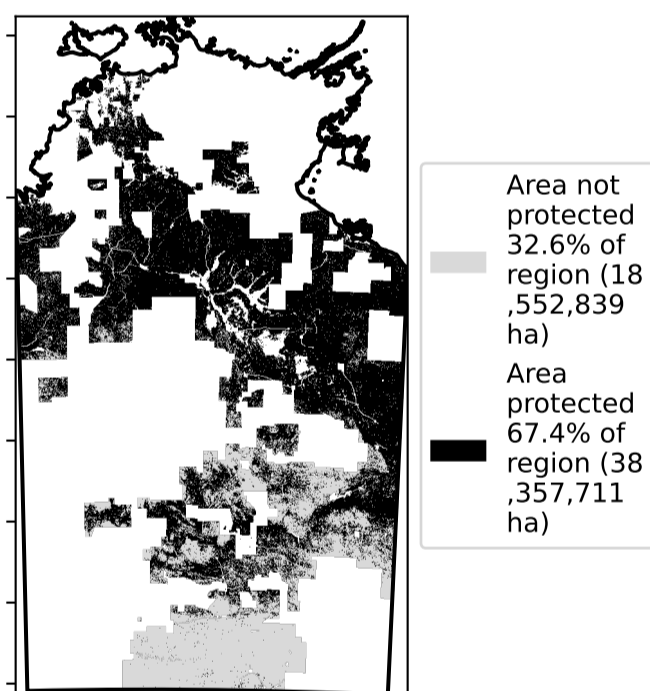 Area not
protected
32.6% of
region (18
,552,839
ha)
Area
protected
67.4% of
region (38
,357,711
ha)